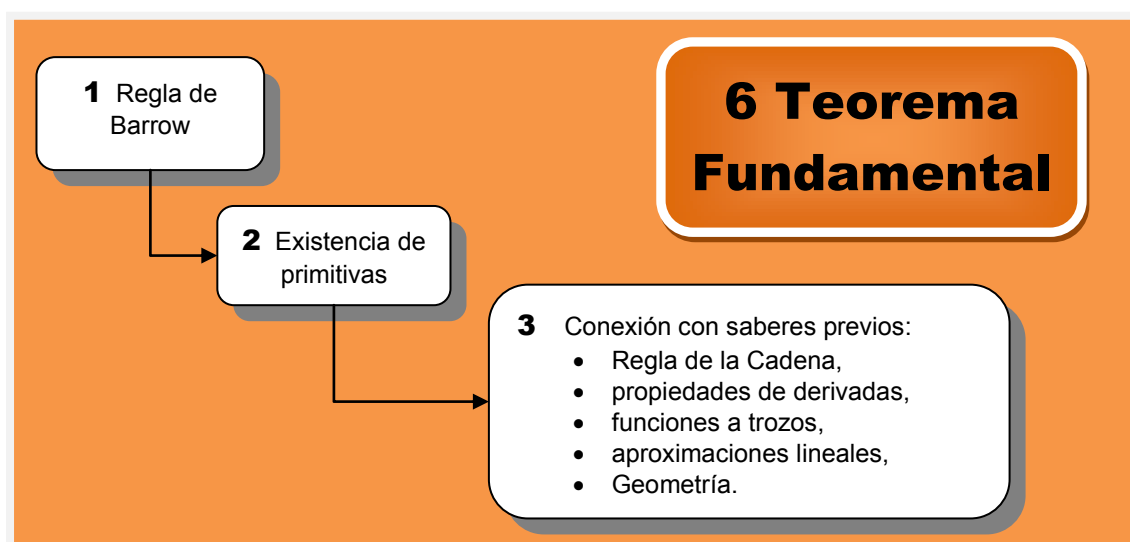 1 Regla de
Barrow
6 Teorema
Fundamental
2 Existencia de
primitivas
3 Conexión con saberes previos:
• Regla de la Cadena,
• propiedades de derivadas,
• funciones a trozos,
• aproximaciones lineales,
• Geometría.